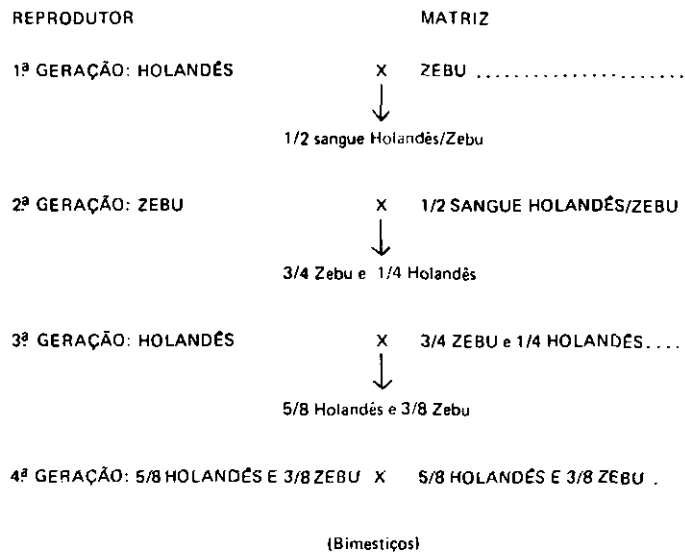 REPRODUTOR MATRIZ
1ª GERAÇÃO: HOLANDÊS X ZEBU ......................
1/2 sangue Holandês/Zebu
2ª GERAÇÃO: ZEBU X 1/2 SANGUE HOLANDÊS/ZEBU
3/4 Zebu e 1/4 Holandês
3ª GERAÇÃO: HOLANDÊS X 3/4 ZEBU e 1/4 HOLANDÊS....
5/8 Holandês e 3/8 Zebu
4ª GERAÇÃO: 5/8 HOLANDÊS E 3/8 ZEBU X 5/8 HOLANDÊS E 3/8 ZEBU .
(Bimestiços)